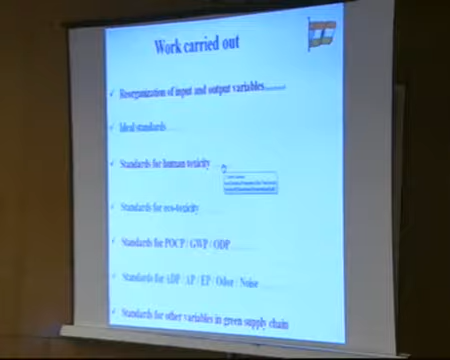 Work carried out
Reorganization of input and output variables
Ideal standards
Standards for human toxicity
Standards for eco-toxicity
Standards for POCP / GWP / ODP
Standards for ADP / AP / EP / Odor / Noise
Standards for other variables in green supply chain